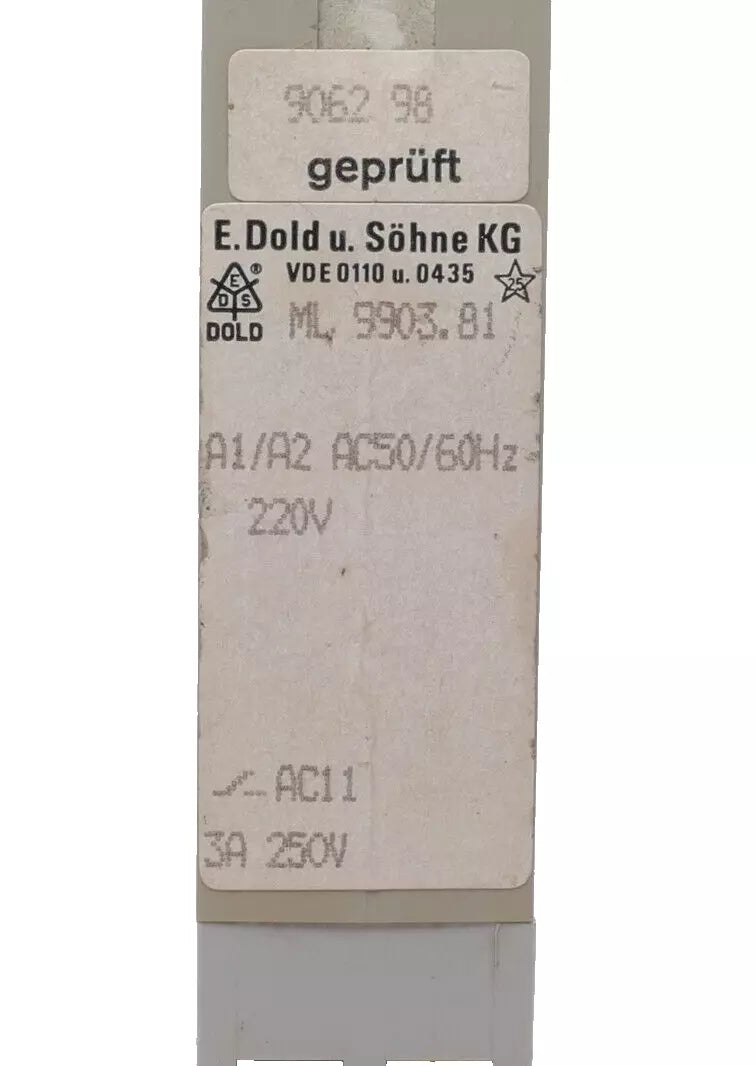 9062 98
geprüft
E. Dold u. Söhne KG
VDE 0110 u. 0435
E
D S
®
DOLD
25
ML 9903.81
A1/A2 AC50/60Hz
220V
AC11
3A 250V